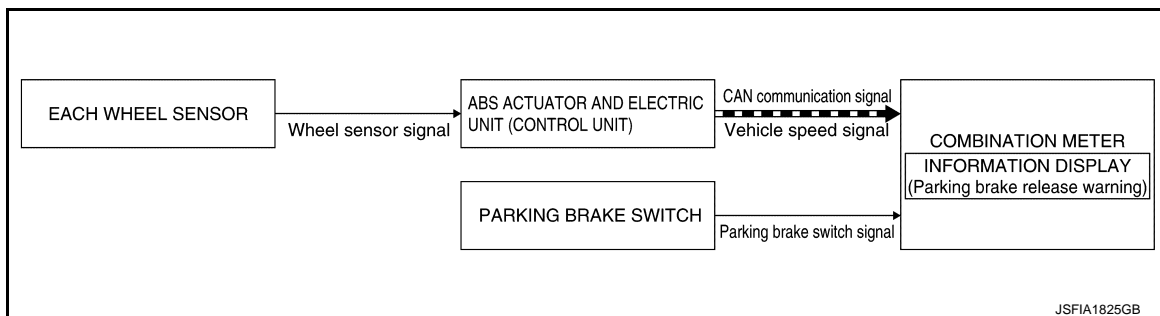 EACH WHEEL SENSOR
Wheel sensor signal
ABS ACTUATOR AND ELECTRIC
UNIT (CONTROL UNIT)
CAN communication signal
Vehicle speed signal
COMBINATION METER
INFORMATION DISPLAY
(Parking brake release warning)
PARKING BRAKE SWITCH
Parking brake switch signal
JSFIA1825GB